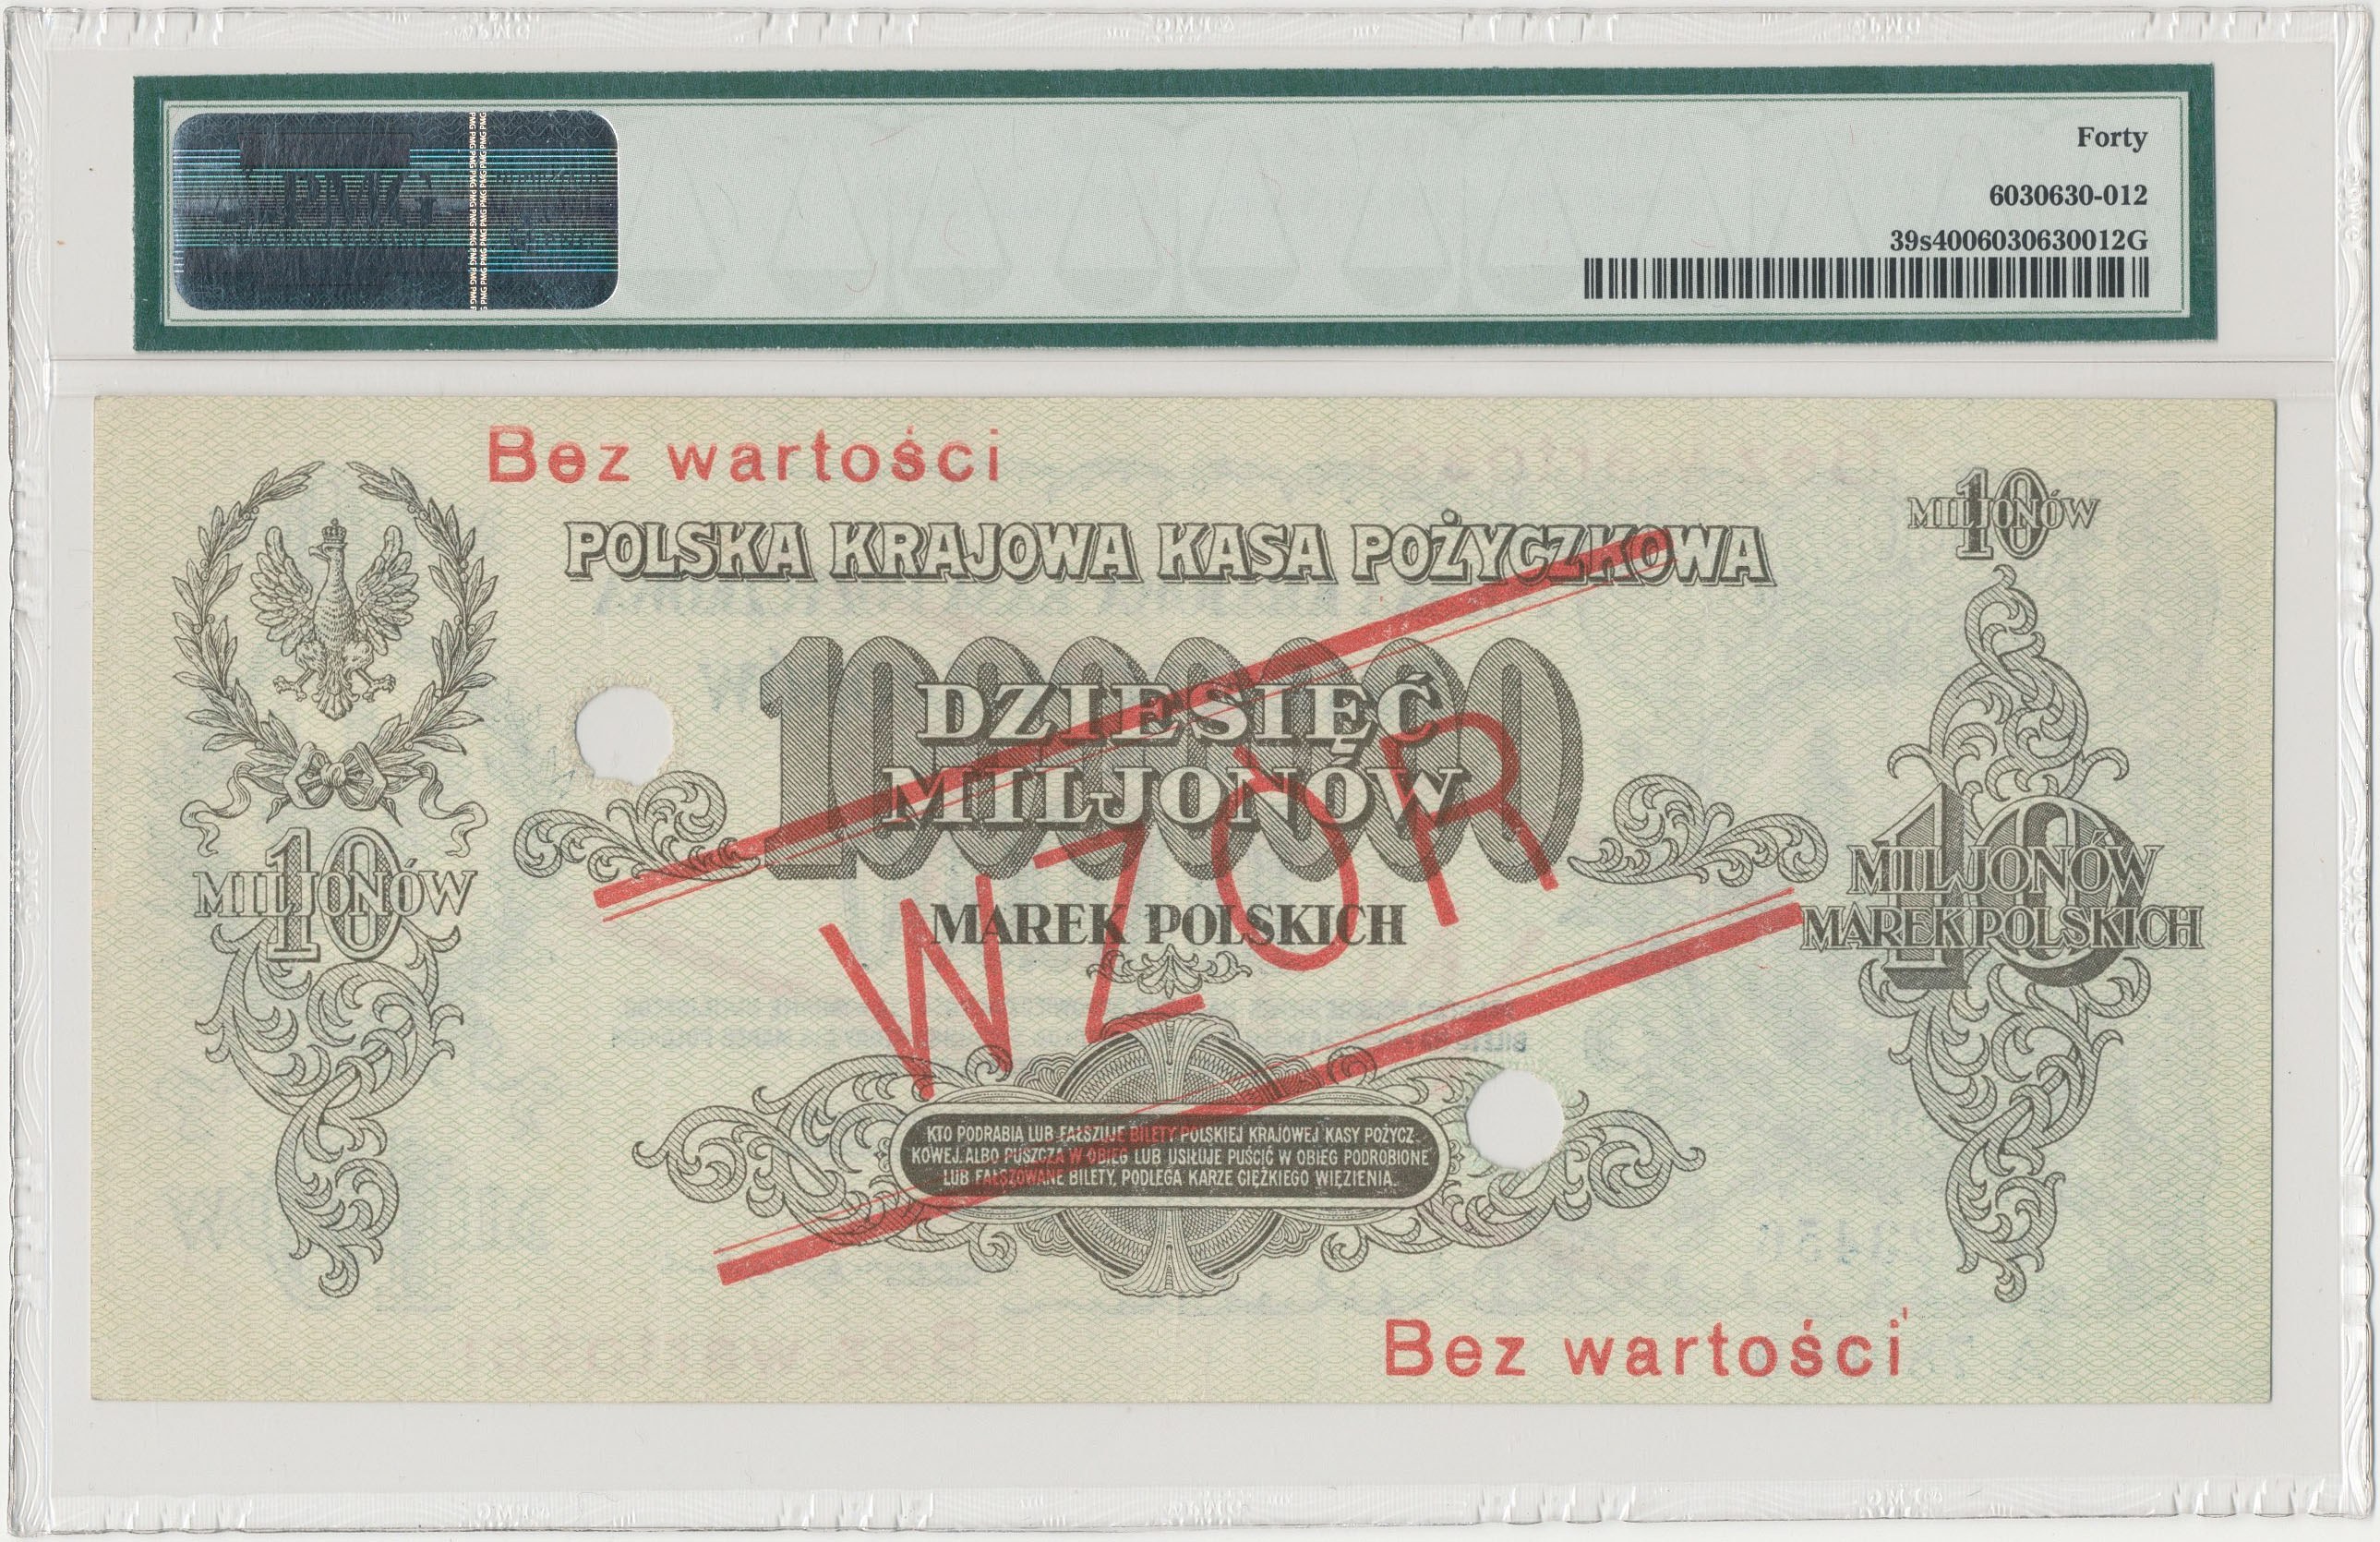 Forty
6030630-012
39s4006030630012G
PMG
Bez wartości
POLSKA KRAJOWA KASA POŻYCZKOWA
10
MILJONÓW
10000000
DZIESIĘĆ
MILJONÓW
MAREK POLSKICH
WZÓR
10
MILJONÓW
10
MILJONÓW
MAREK POLSKICH
KTO PODRABIA LUB FAŁSZUJE BILETY POLSKIEJ KRAJOWEJ KASY POŻYCZ-
KOWEJ, ALBO PUSZCZA W OBIEG LUB USIŁUJE PUŚCIĆ W OBIEG PODROBIONE
LUB FAŁSZOWANE BILETY, PODLEGA KARZE CIĘŻKIEGO WIĘZIENIA.
Bez wartości